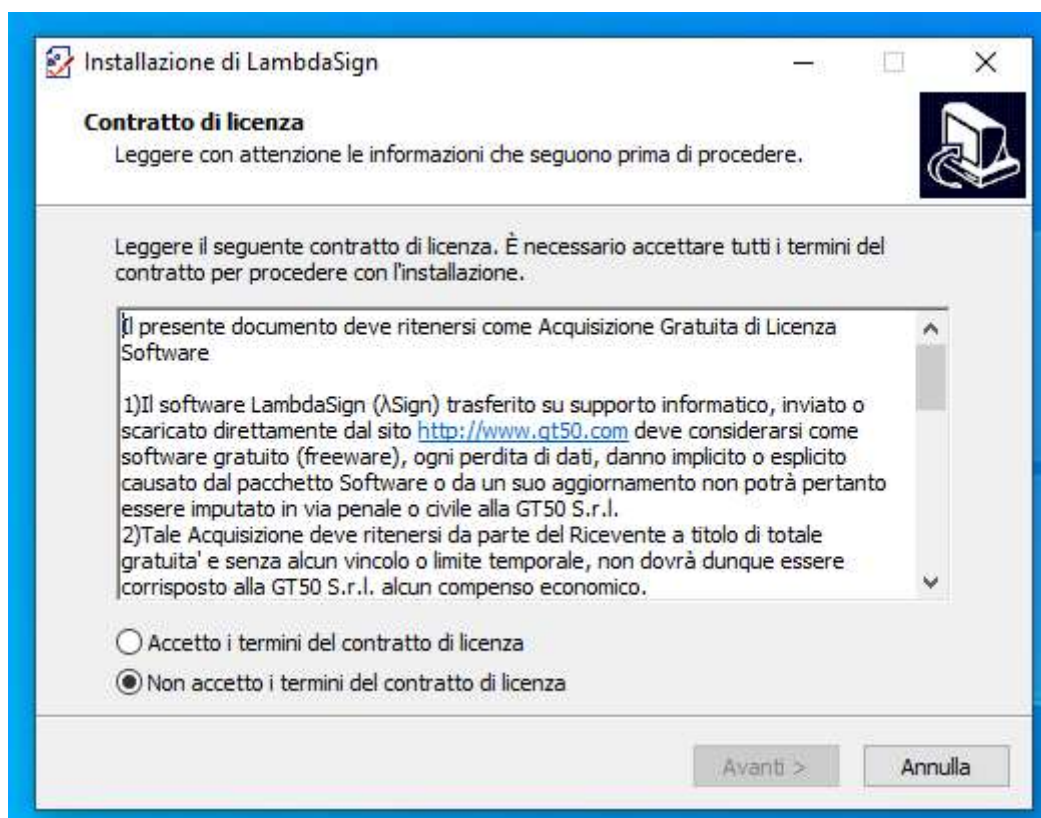 Installazione di LambdaSign
Contratto di licenza
Leggere con attenzione le informazioni che seguono prima di procedere.
Leggere il seguente contratto di licenza. È necessario accettare tutti i termini del
contratto per procedere con l'installazione.
Il presente documento deve ritenersi come Acquisizione Gratuita di Licenza
Software
1)Il software LambdaSign (λSign) trasferito su supporto informatico, inviato o
scaricato direttamente dal sito http://www.gt50.com deve considerarsi come
software gratuito (freeware), ogni perdita di dati, danno implicito o esplicito
causato dal pacchetto Software o da un suo aggiornamento non potrà pertanto
essere imputato in via penale o civile alla GT50 S.r.l.
2)Tale Acquisizione deve ritenersi da parte del Ricevente a titolo di totale
gratuita' e senza alcun vincolo o limite temporale, non dovrà dunque essere
corrisposto alla GT50 S.r.l. alcun compenso economico.
Accetto i termini del contratto di licenza
Non accetto i termini del contratto di licenza
Avanti >
Annulla